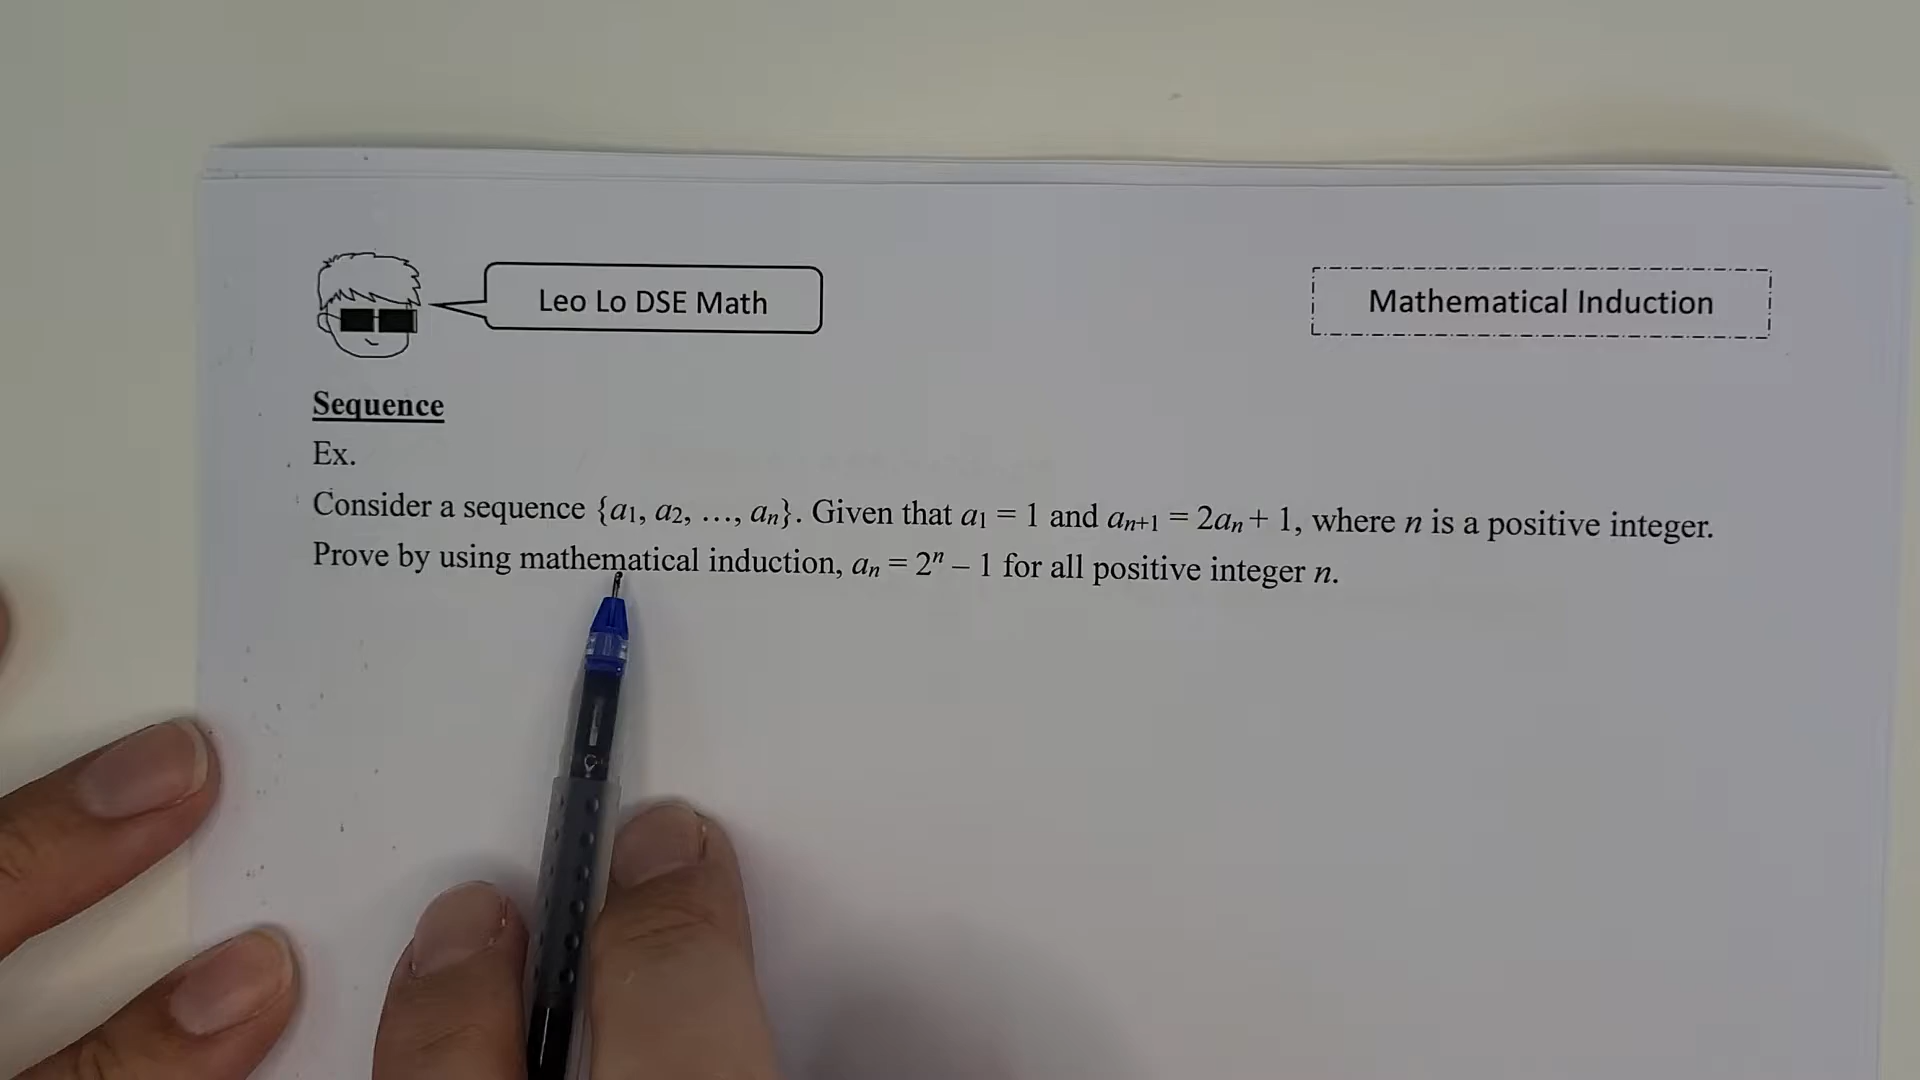 Leo Lo DSE Math
Mathematical Induction
Sequence
Ex.
Consider a sequence {a₁, a₂, …, aₙ}. Given that a₁ = 1 and aₙ₊₁ = 2aₙ + 1, where n is a positive integer.
Prove by using mathematical induction, aₙ = 2ⁿ – 1 for all positive integer n.